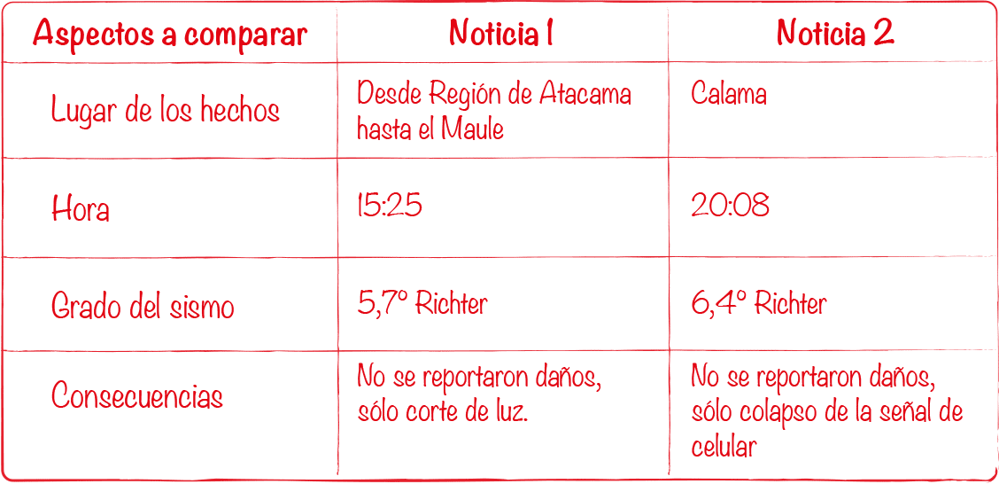 Aspectos a comparar Noticia 1 Noticia 2
Lugar de los hechos
Desde Región de Atacama
hasta el Maule
Calama
Hora 15:25 20:08
Grado del sismo 5,7º Richter 6,4º Richter
Consecuencias
No se reportaron daños,
sólo corte de luz.
No se reportaron daños,
sólo colapso de la señal de
celular